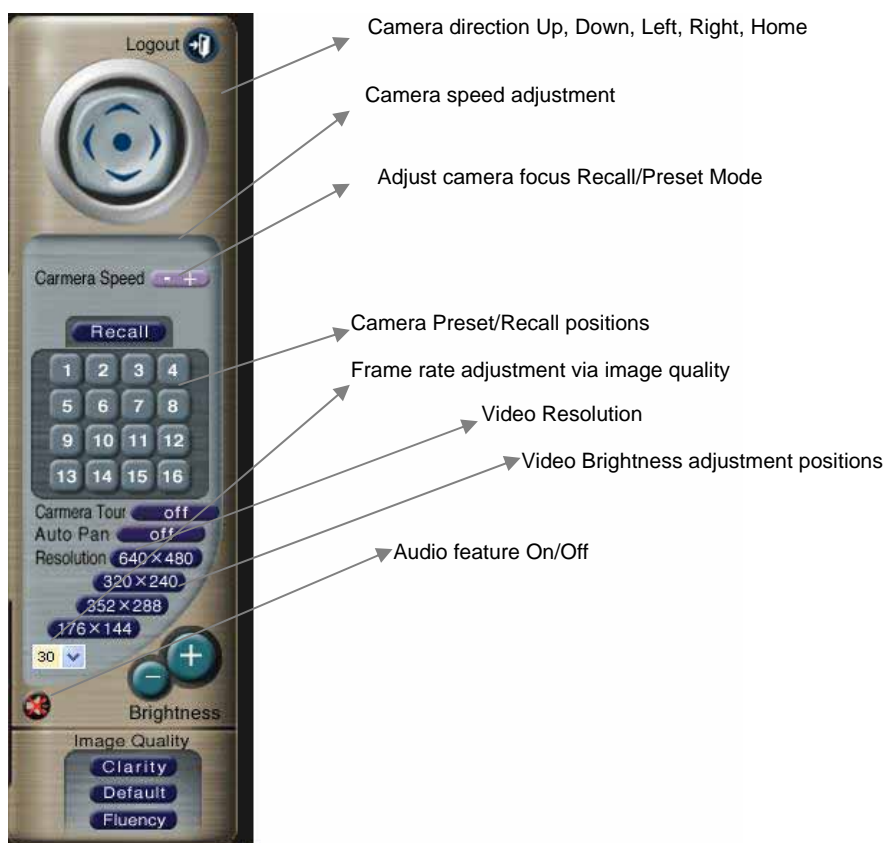 Logout
Camera direction Up, Down, Left, Right, Home
Camera speed adjustment
Adjust camera focus Recall/Preset Mode
Carmera Speed - +
Recall
Camera Preset/Recall positions
1 2 3 4
Frame rate adjustment via image quality
5 6 7 8
Video Resolution
9 10 11 12
Video Brightness adjustment positions
13 14 15 16
Carmera Tour off
Auto Pan off
Resolution 640×480
Audio feature On/Off
320×240
352×288
176×144
30
+
−
Brightness
Image Quality
Clarity
Default
Fluency